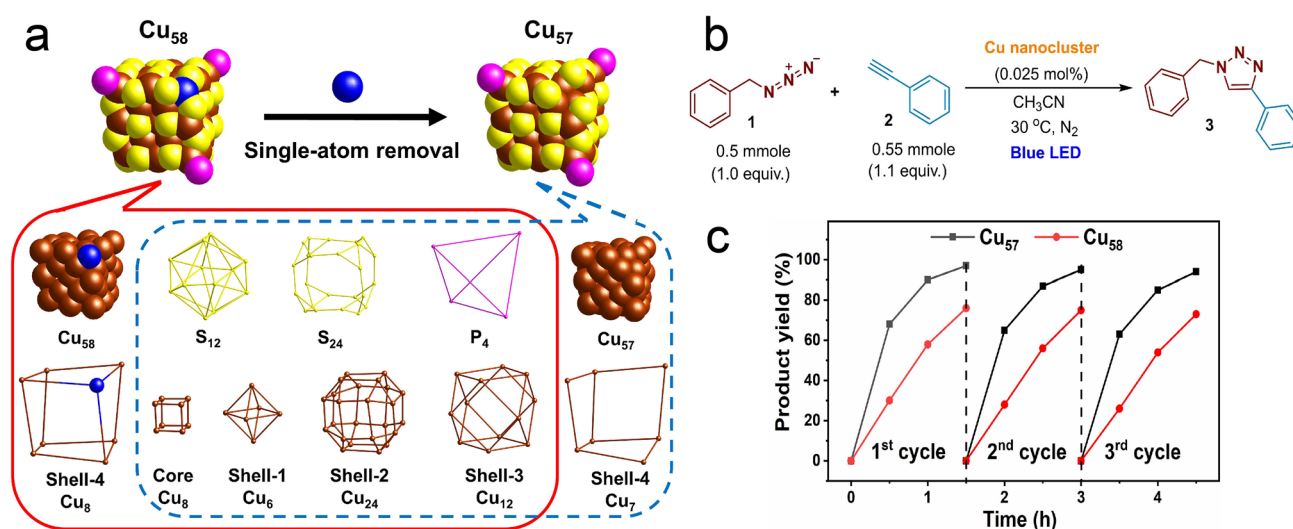 a
Cu58
Cu57
Single-atom removal
Cu58
S12
S24
P4
Cu57
Shell-4
Cu8
Core
Cu8
Shell-1
Cu6
Shell-2
Cu24
Shell-3
Cu12
Shell-4
Cu7
b
N
+
N
−
N
1
0.5 mmole
(1.0 equiv.)
+
2
0.55 mmole
(1.1 equiv.)
Cu nanocluster
(0.025 mol%)
CH3CN
30 °C, N2
Blue LED
N
N
N
3
c
Cu57
Cu58
Product yield (%)
100
80
60
40
20
0
1st cycle
2nd cycle
3rd cycle
0 1 2 3 4
Time (h)